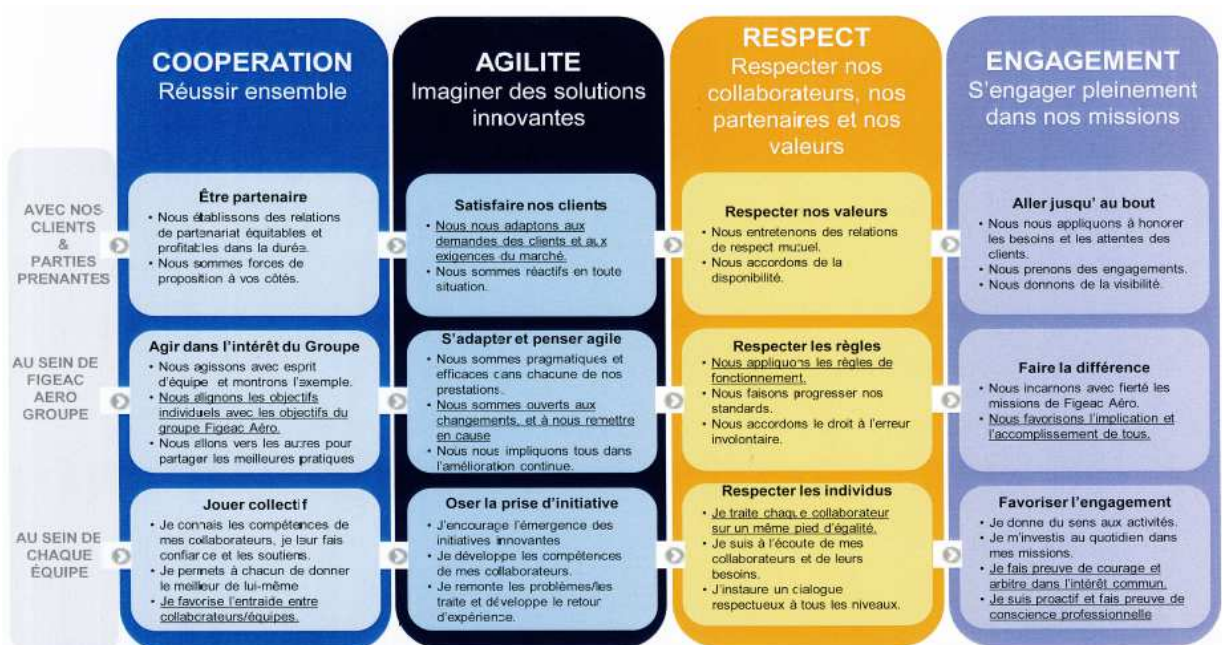 COOPERATION
Réussir ensemble
AGILITE
Imaginer des solutions
innovantes
RESPECT
Respecter nos
collaborateurs, nos
partenaires et nos
valeurs
ENGAGEMENT
S'engager pleinement
dans nos missions
AVEC NOS
CLIENTS
&
PARTIES
PRENANTES
Être partenaire
• Nous établissons des relations
de partenariat équitables et
profitables dans la durée.
• Nous sommes forces de
proposition à vos côtés.
Satisfaire nos clients
• Nous nous adaptons aux
demandes des clients et aux
exigences du marché.
• Nous sommes réactifs en toute
situation.
Respecter nos valeurs
• Nous entretenons des relations
de respect mutuel.
• Nous accordons de la
disponibilité.
Aller jusqu' au bout
• Nous nous appliquons à honorer
les besoins et les attentes des
clients.
• Nous prenons des engagements.
• Nous donnons de la visibilité.
AU SEIN DE
FIGEAC
AERO
GROUPE
Agir dans l'intérêt du Groupe
• Nous agissons avec esprit
d'équipe et montrons l'exemple.
• Nous alignons les objectifs
individuels avec les objectifs du
groupe Figeac Aéro.
• Nous allons vers les autres pour
partager les meilleures pratiques
S'adapter et penser agile
• Nous sommes pragmatiques et
efficaces dans chacune de nos
prestations.
• Nous sommes ouverts aux
changements, et à nous remettre
en cause
• Nous nous impliquons tous dans
l'amélioration continue.
Respecter les règles
• Nous appliquons les règles de
fonctionnement.
• Nous faisons progresser nos
standards.
• Nous accordons le droit à l'erreur
involontaire.
Faire la différence
• Nous incarnons avec fierté les
missions de Figeac Aéro.
• Nous favorisons l'implication et
l'accomplissement de tous.
AU SEIN DE
CHAQUE
ÉQUIPE
Jouer collectif
• Je connais les compétences de
mes collaborateurs, je leur fais
confiance et les soutiens.
• Je permets à chacun de donner
le meilleur de lui-même
• Je favorise l'entraide entre
collaborateurs/équipes.
Oser la prise d'initiative
• J'encourage l'émergence des
initiatives innovantes
• Je développe les compétences
de mes collaborateurs.
• Je remonte les problèmes/les
traite et développe le retour
d'expérience.
Respecter les individus
• Je traite chaque collaborateur
sur un même pied d'égalité.
• Je suis à l'écoute de mes
collaborateurs et de leurs
besoins.
• J'instaure un dialogue
respectueux à tous les niveaux.
Favoriser l'engagement
• Je donne du sens aux activités.
• Je m'investis au quotidien dans
mes missions.
• Je fais preuve de courage et
arbitre dans l'intérêt commun.
• Je suis proactif et fais preuve de
conscience professionnelle